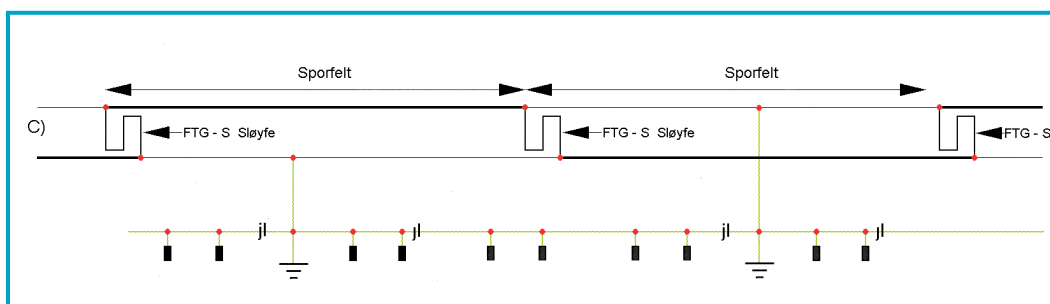 Sporfelt
Sporfelt
C)
FTG - S Sløyfe
FTG - S Sløyfe
FTG - S
jl
jl
jl
jl